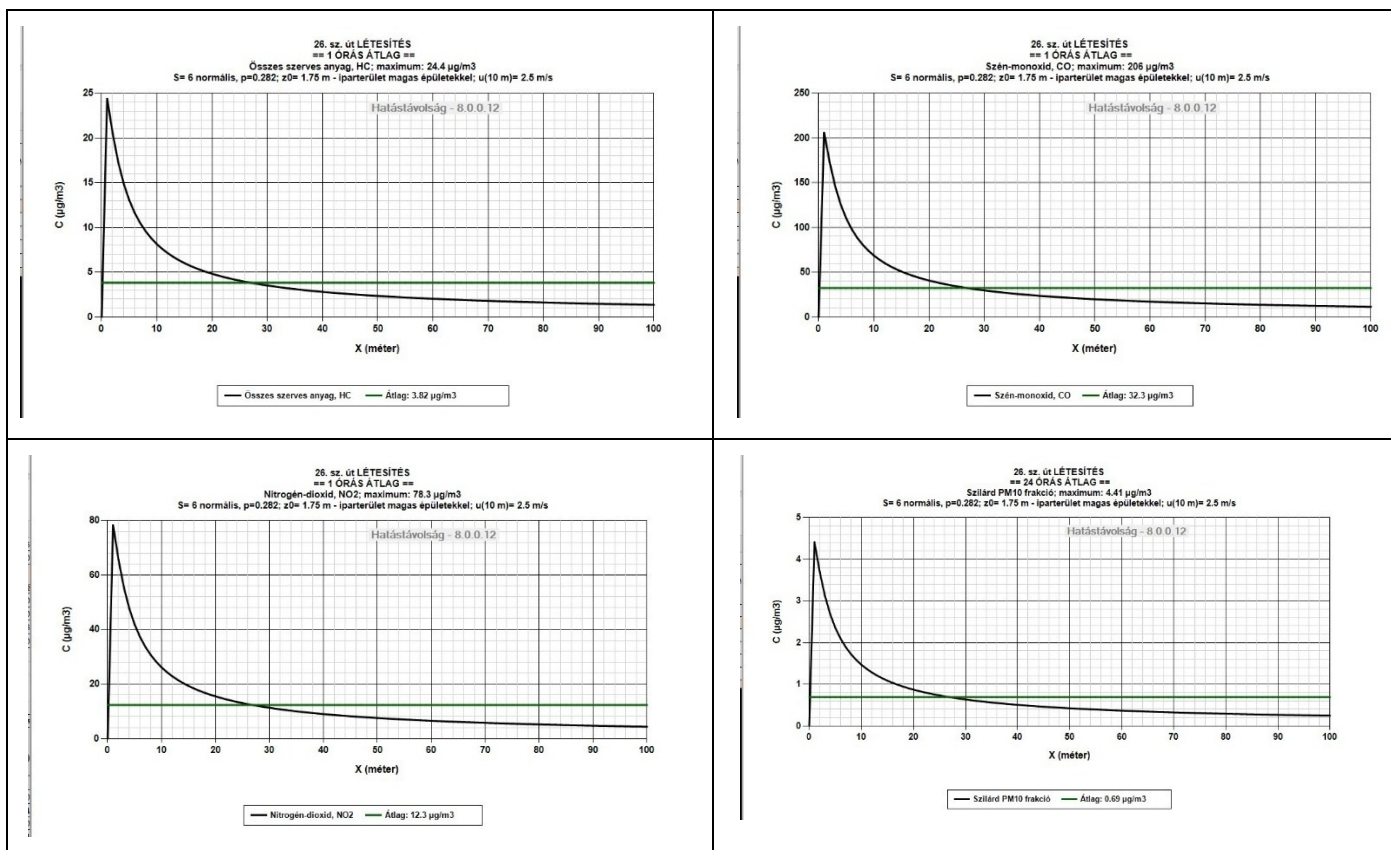 26. sz. út LÉTESÍTÉS
== 1 ÓRÁS ÁTLAG ==
Összes szerves anyag, HC; maximum: 24.4 µg/m3
S= 6 normális, p=0.282; z0= 1.75 m - iparterület magas épületekkel; u(10 m)= 2.5 m/s
Hatástávolság - 8.0.0.12
25
20
15
10
5
0
C (µg/m3)
0 10 20 30 40 50 60 70 80 90 100
X (méter)
Összes szerves anyag, HC Átlag: 3.82 µg/m3
26. sz. út LÉTESÍTÉS
== 1 ÓRÁS ÁTLAG ==
Szén-monoxid, CO; maximum: 206 µg/m3
S= 6 normális, p=0.282; z0= 1.75 m - iparterület magas épületekkel; u(10 m)= 2.5 m/s
Hatástávolság - 8.0.0.12
250
200
150
100
50
0
C (µg/m3)
0 10 20 30 40 50 60 70 80 90 100
X (méter)
Szén-monoxid, CO Átlag: 32.3 µg/m3
26. sz. út LÉTESÍTÉS
== 1 ÓRÁS ÁTLAG ==
Nitrogén-dioxid, NO2; maximum: 78.3 µg/m3
S= 6 normális, p=0.282; z0= 1.75 m - iparterület magas épületekkel; u(10 m)= 2.5 m/s
Hatástávolság - 8.0.0.12
80
60
40
20
0
C (µg/m3)
0 10 20 30 40 50 60 70 80 90 100
X (méter)
Nitrogén-dioxid, NO2 Átlag: 12.3 µg/m3
26. sz. út LÉTESÍTÉS
== 24 ÓRÁS ÁTLAG ==
Szilárd PM10 frakció; maximum: 4.41 µg/m3
S= 6 normális, p=0.282; z0= 1.75 m - iparterület magas épületekkel; u(10 m)= 2.5 m/s
Hatástávolság - 8.0.0.12
5
4
3
2
1
0
C (µg/m3)
0 10 20 30 40 50 60 70 80 90 100
X (méter)
Szilárd PM10 frakció Átlag: 0.69 µg/m3